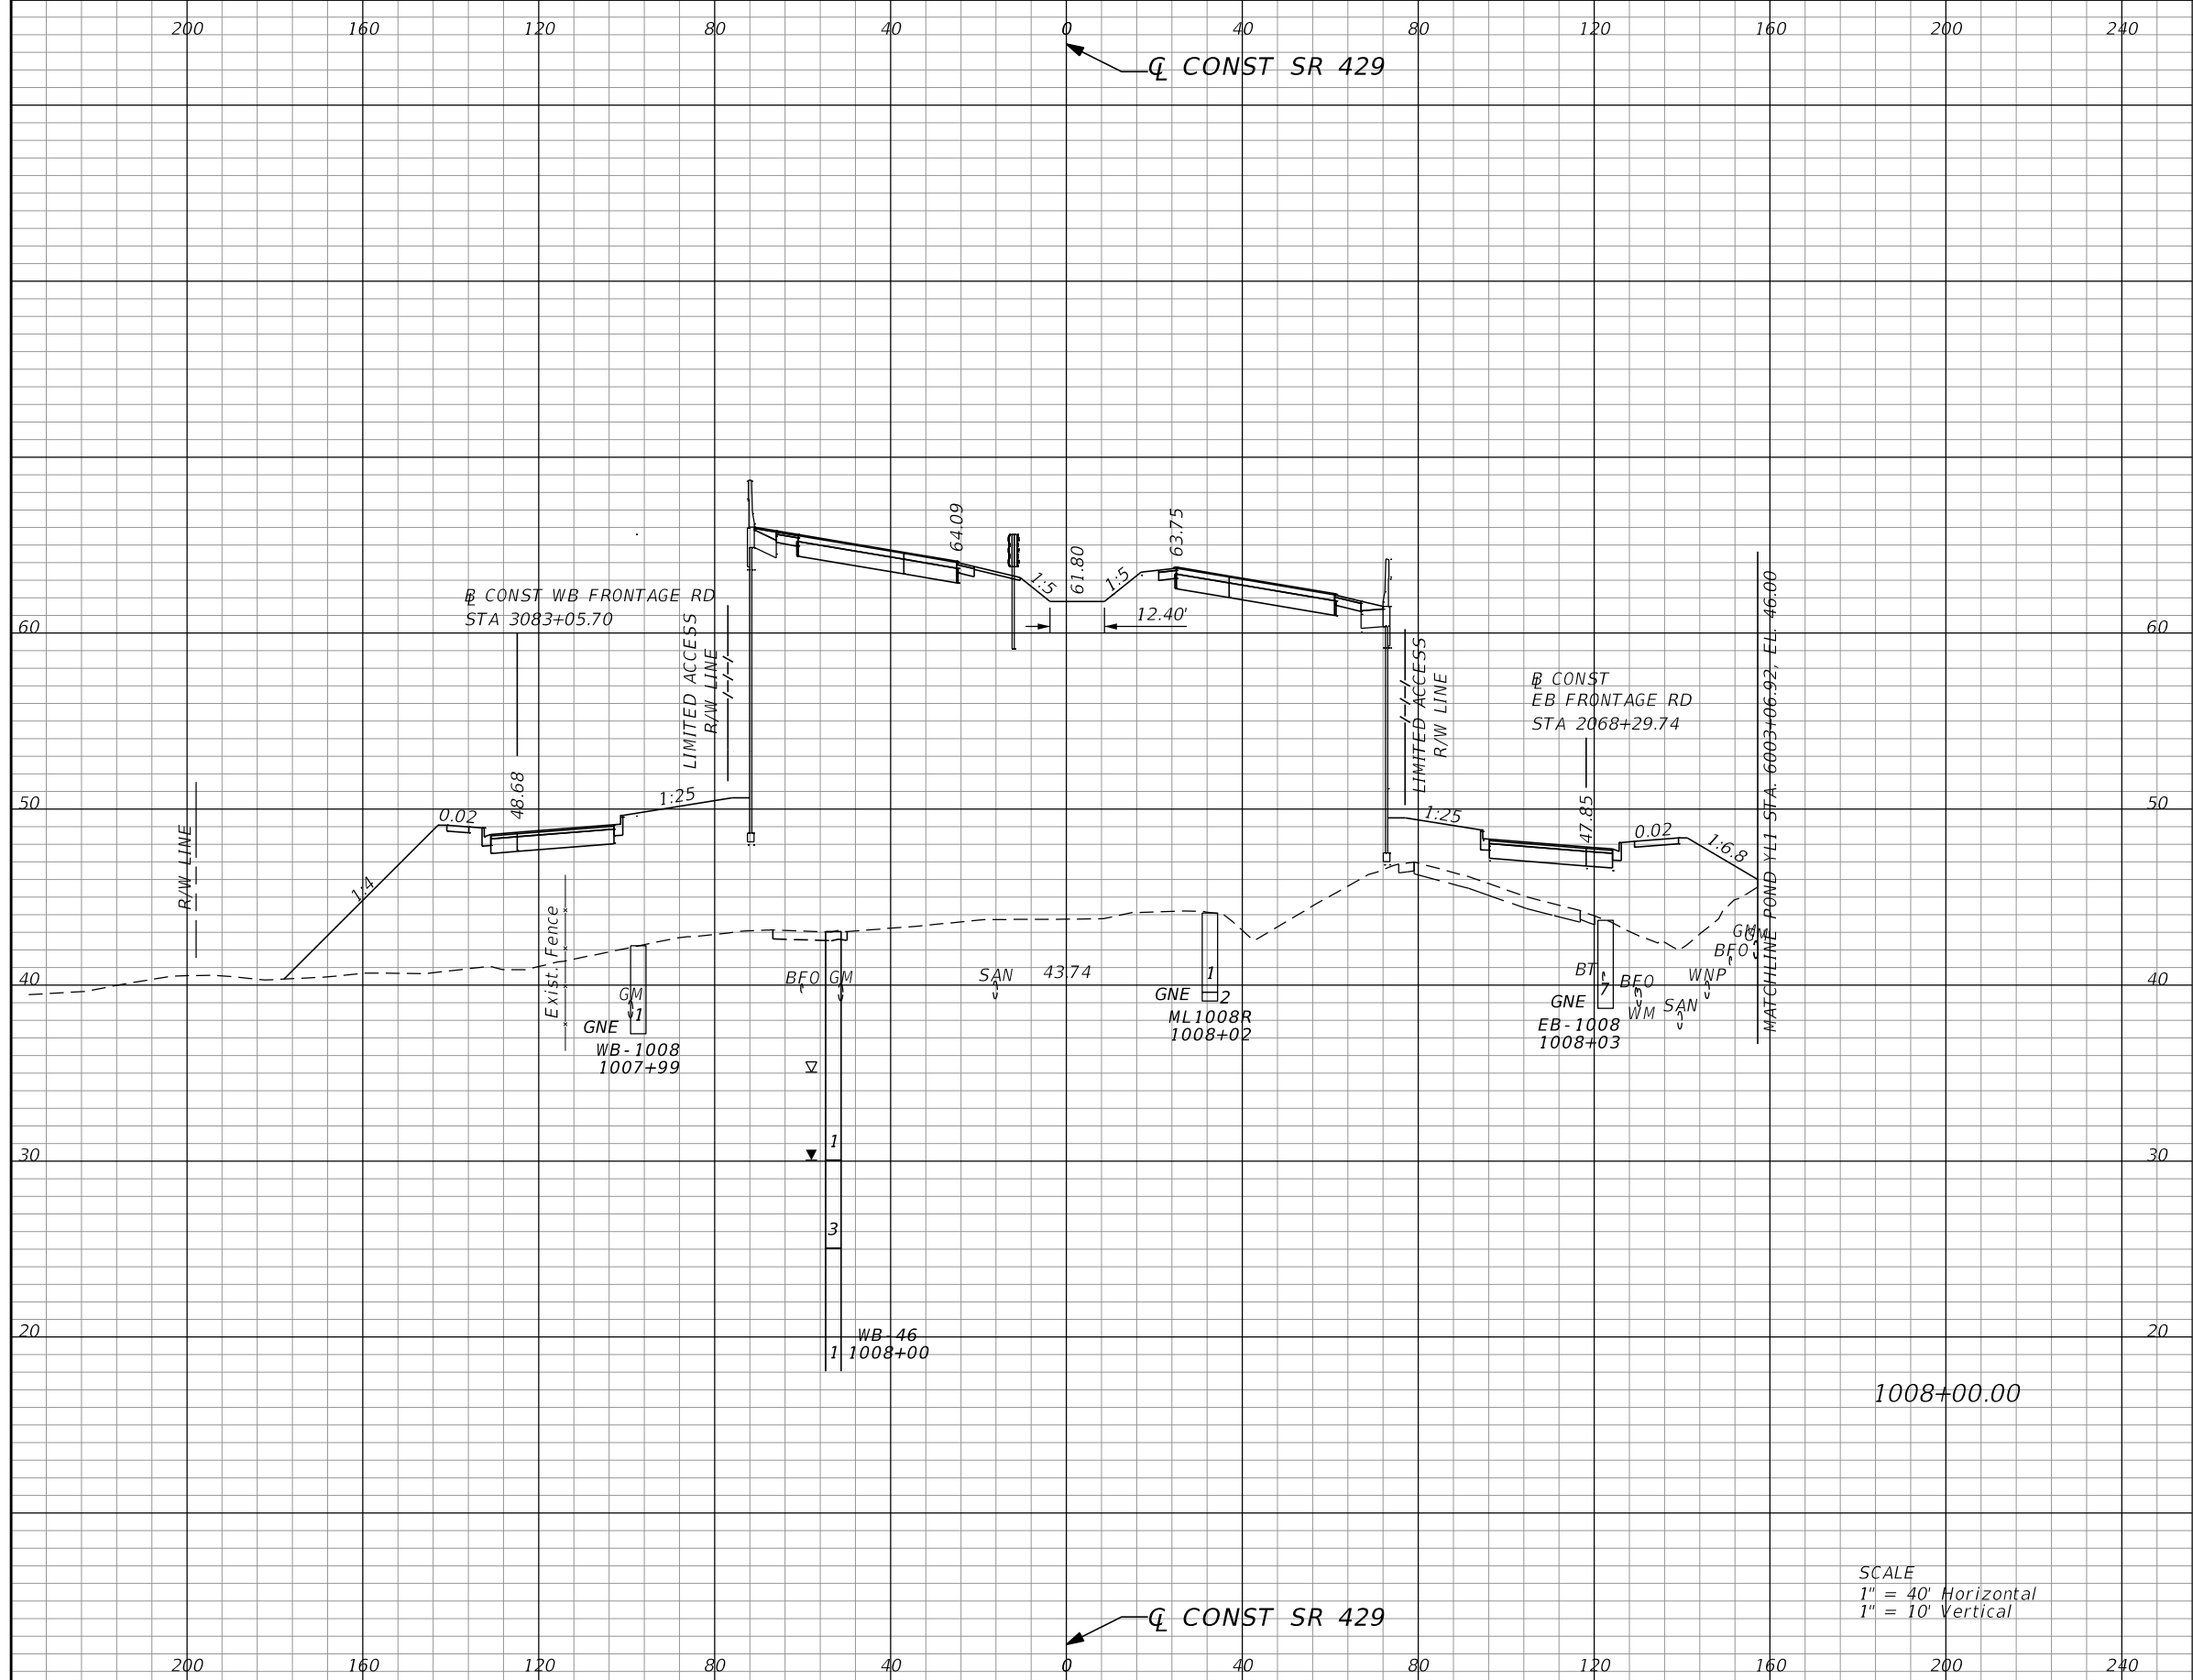 200 160 120 80 40 0 40 80 120 160 200 240
℄ CONST SR 429
64.09
63.75
1:5
61.80
1:5
12.40'
BL CONST WB FRONTAGE RD
STA 3083+05.70
60
60
LIMITED ACCESS
R/W LINE
LIMITED ACCESS
R/W LINE
BL CONST
EB FRONTAGE RD
STA 2068+29.74
MATCHLINE POND YL1 STA. 6003+06.92, EL. 46.00
50
50
0.02
48.68
1:25
1:25
47.85
0.02
1:6.8
R/W LINE
1:4
Exist. Fence
40
40
GM
1
GNE
WB-1008
1007+99
BFO
GM
SAN
43.74
1
GNE
2
ML1008R
1008+02
BT
7
GNE
EB-1008
1008+03
BFO
WM
SAN
WNP
BFO
GM
30
30
1
3
20
20
WB-46
1 1008+00
1008+00.00
SCALE
1" = 40' Horizontal
1" = 10' Vertical
℄ CONST SR 429
200 160 120 80 40 0 40 80 120 160 200 240